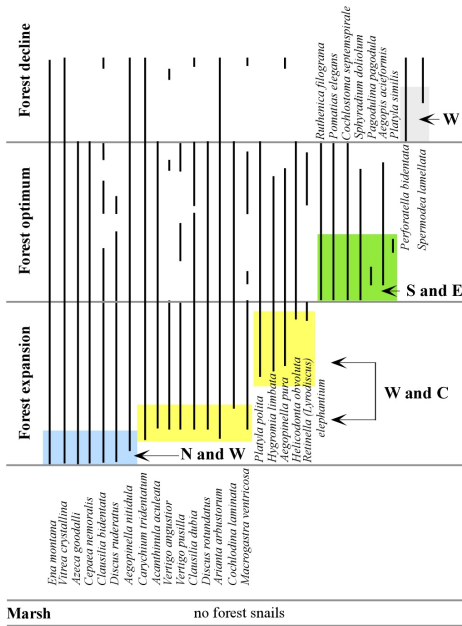 Forest decline
Ruthenica filograna
Pomatias elegans
Cochlostoma septemspirale
Sphyradium doliolum
Pagodulina pagodula
Aegopis acieformis
Platyla similis
W
Forest optimum
Perforatella bidentata
Spermodea lamellata
S and E
Forest expansion
Platyla polita
Hygromia limbata
Aegopinella pura
Helicodonta obvoluta
Retinella (Lyrodiscus)
elephantium
W and C
N and W
Ena montana
Vitrea crystallina
Azeca goodalli
Cepaea nemoralis
Clausilia bidentata
Discus ruderatus
Aegopinella nitidula
Carychium tridentatum
Acanthinula aculeata
Vertigo angustior
Vertigo pusilla
Clausilia dubia
Discus rotundatus
Arianta arbustorum
Cochlodina laminata
Macrogastra ventricosa
Marsh
no forest snails